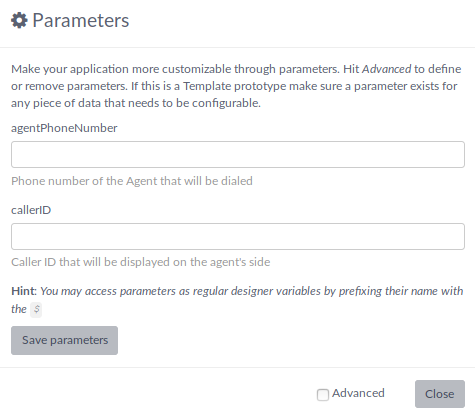 Parameters
Make your application more customizable through parameters. Hit Advanced to define
or remove parameters. If this is a Template prototype make sure a parameter exists for
any piece of data that needs to be configurable.
agentPhoneNumber
Phone number of the Agent that will be dialed
callerID
Caller ID that will be displayed on the agent's side
Hint: You may access parameters as regular designer variables by prefixing their name with
the $
Save parameters
Advanced
Close